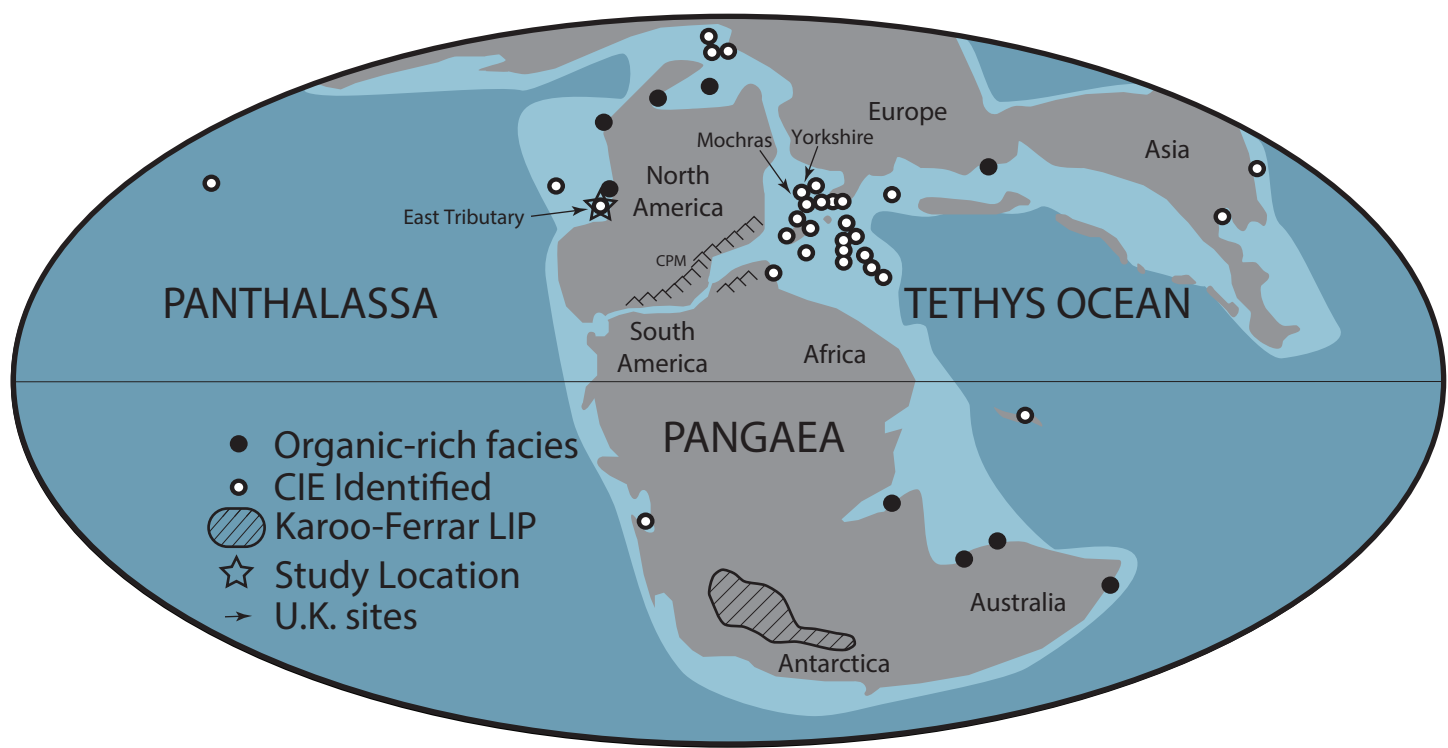 Europe
Mochras
Yorkshire
Asia
North
America
East Tributary
CPM
PANTHALASSA
TETHYS OCEAN
South
America
Africa
PANGAEA
Organic-rich facies
CIE Identified
Karoo-Ferrar LIP
Study Location
U.K. sites
Australia
Antarctica